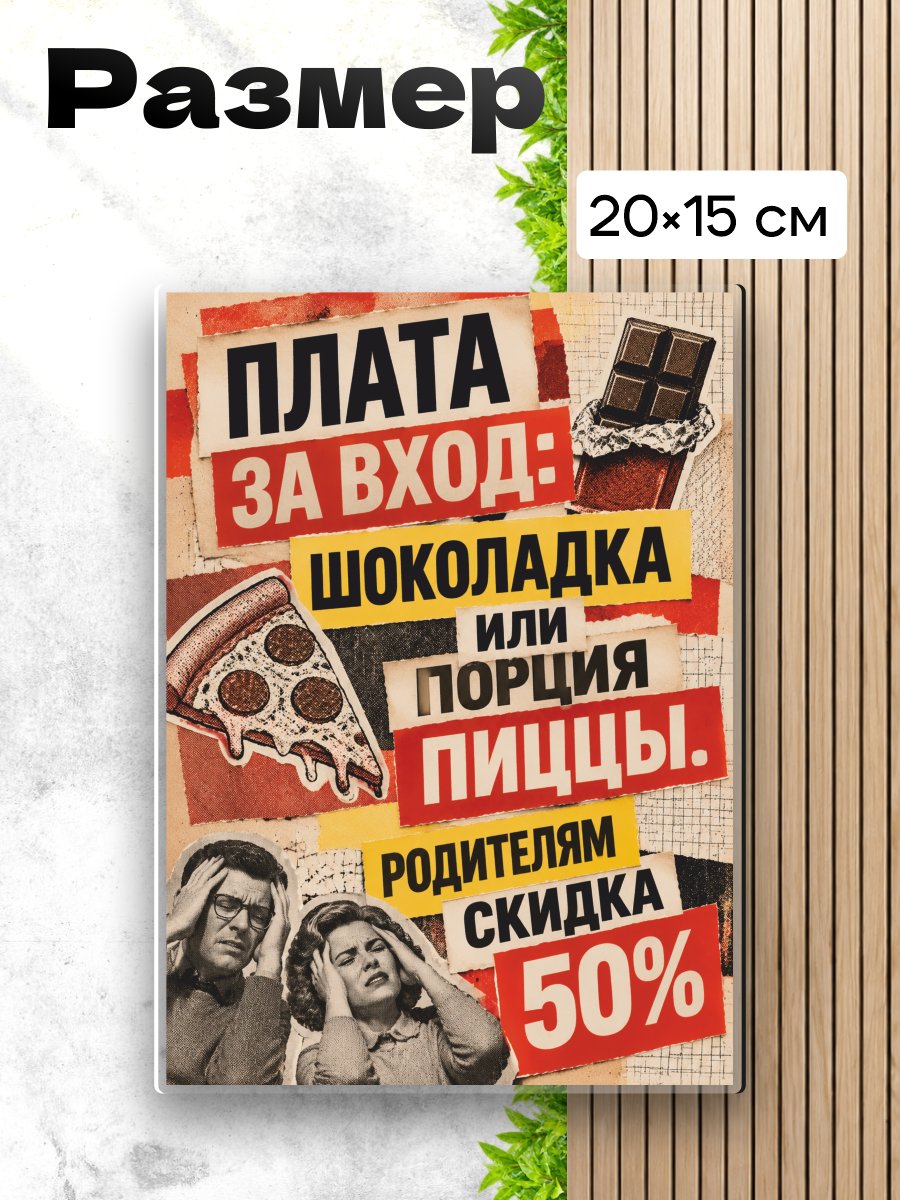 Размер
20×15 см
ПЛАТА
ЗА ВХОД:
ШОКОЛАДКА
ИЛИ
ПОРЦИЯ
ПИЦЦЫ.
РОДИТЕЛЯМ
СКИДКА
50%